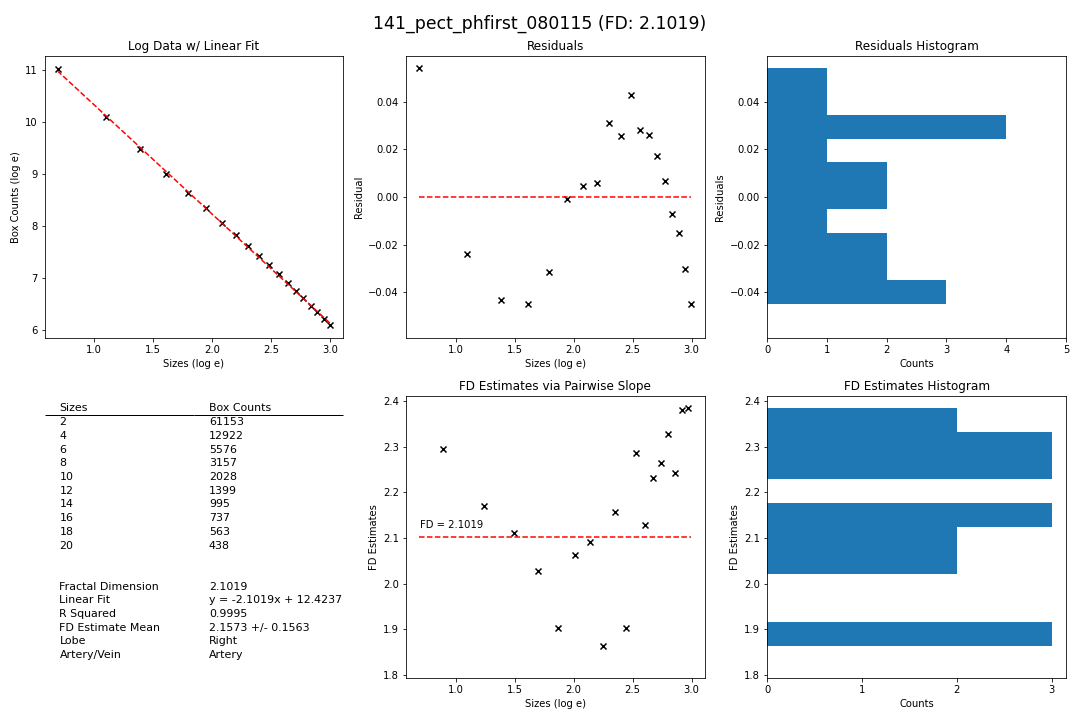 141_pect_phfirst_080115 (FD: 2.1019)
Log Data w/ Linear Fit
Box Counts (log e)
11
10
9
8
7
6
1.0 1.5 2.0 2.5 3.0
Sizes (log e)
Residuals
Residual
0.04
0.02
0.00
−0.02
−0.04
1.0 1.5 2.0 2.5 3.0
Sizes (log e)
Residuals Histogram
Residuals
0.04
0.02
0.00
−0.02
−0.04
0 1 2 3 4 5
Counts
Sizes Box Counts
2 61153
4 12922
6 5576
8 3157
10 2028
12 1399
14 995
16 737
18 563
20 438
Fractal Dimension 2.1019
Linear Fit y = -2.1019x + 12.4237
R Squared 0.9995
FD Estimate Mean 2.1573 +/- 0.1563
Lobe Right
Artery/Vein Artery
FD Estimates via Pairwise Slope
FD Estimates
2.4
2.3
2.2
2.1
2.0
1.9
1.8
FD = 2.1019
1.0 1.5 2.0 2.5 3.0
Sizes (log e)
FD Estimates Histogram
FD Estimates
2.4
2.3
2.2
2.1
2.0
1.9
1.8
0 1 2 3
Counts